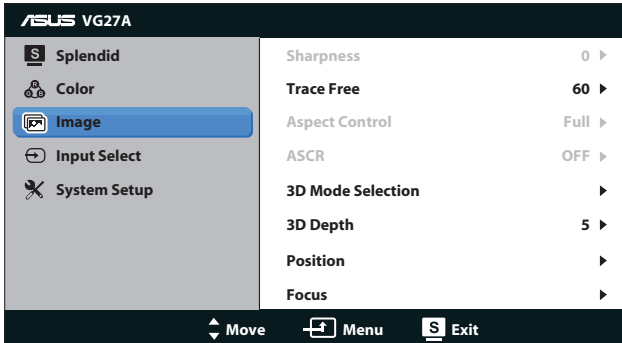 ASUS VG27A
S Splendid
R G B Color
Image
Input Select
System Setup
Sharpness 0
Trace Free 60
Aspect Control Full
ASCR OFF
3D Mode Selection
3D Depth 5
Position
Focus
Move Menu S Exit